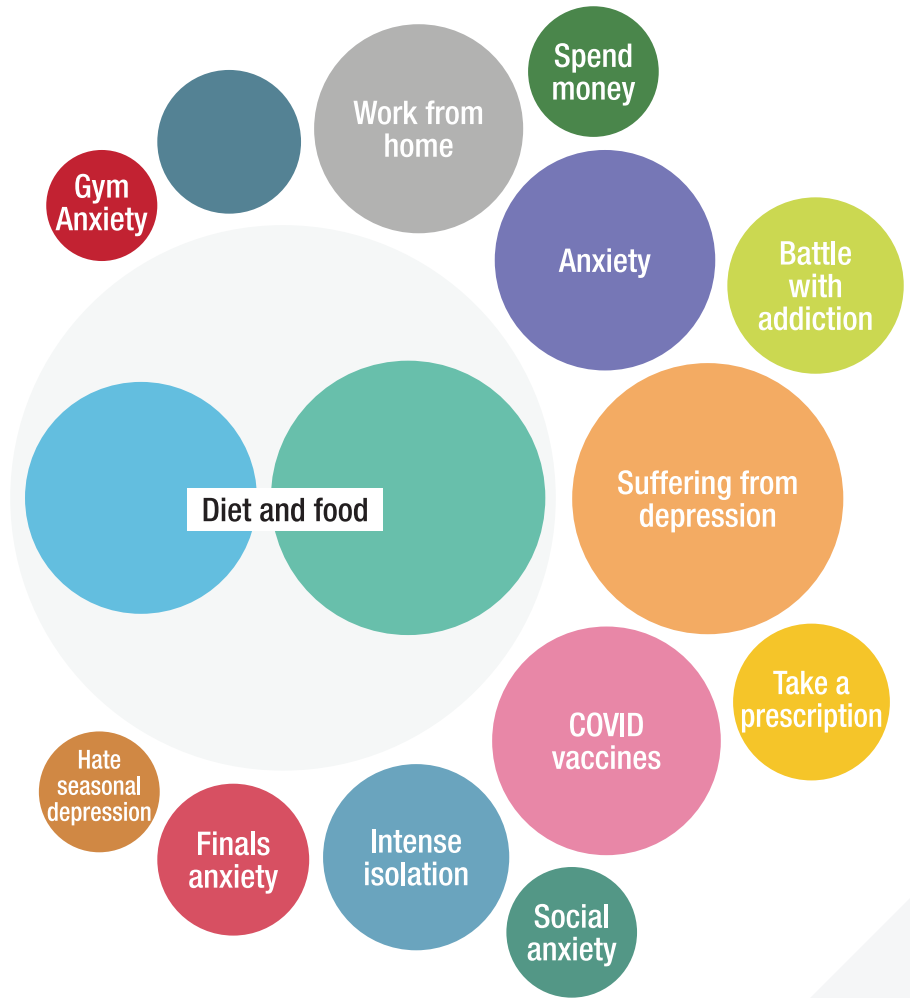 Spend
money
Work from
home
Gym
Anxiety
Anxiety
Battle
with
addiction
Suffering from
depression
Diet and food
Take a
prescription
COVID
vaccines
Hate
seasonal
depression
Finals
anxiety
Intense
isolation
Social
anxiety